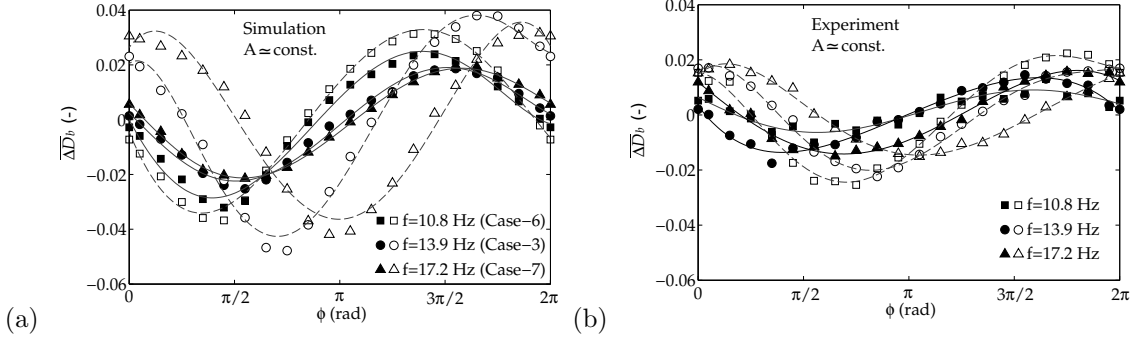 Simulation
A≃const.
0.04
0.02
0
−0.02
−0.04
−0.06
ΔD̅b (-)
f=10.8 Hz (Case−6)
f=13.9 Hz (Case−3)
f=17.2 Hz (Case−7)
0 π/2 π 3π/2 2π
ϕ (rad)
(a)
Experiment
A≃const.
0.04
0.02
0
−0.02
−0.04
−0.06
ΔD̅b (-)
f=10.8 Hz
f=13.9 Hz
f=17.2 Hz
0 π/2 π 3π/2 2π
ϕ (rad)
(b)